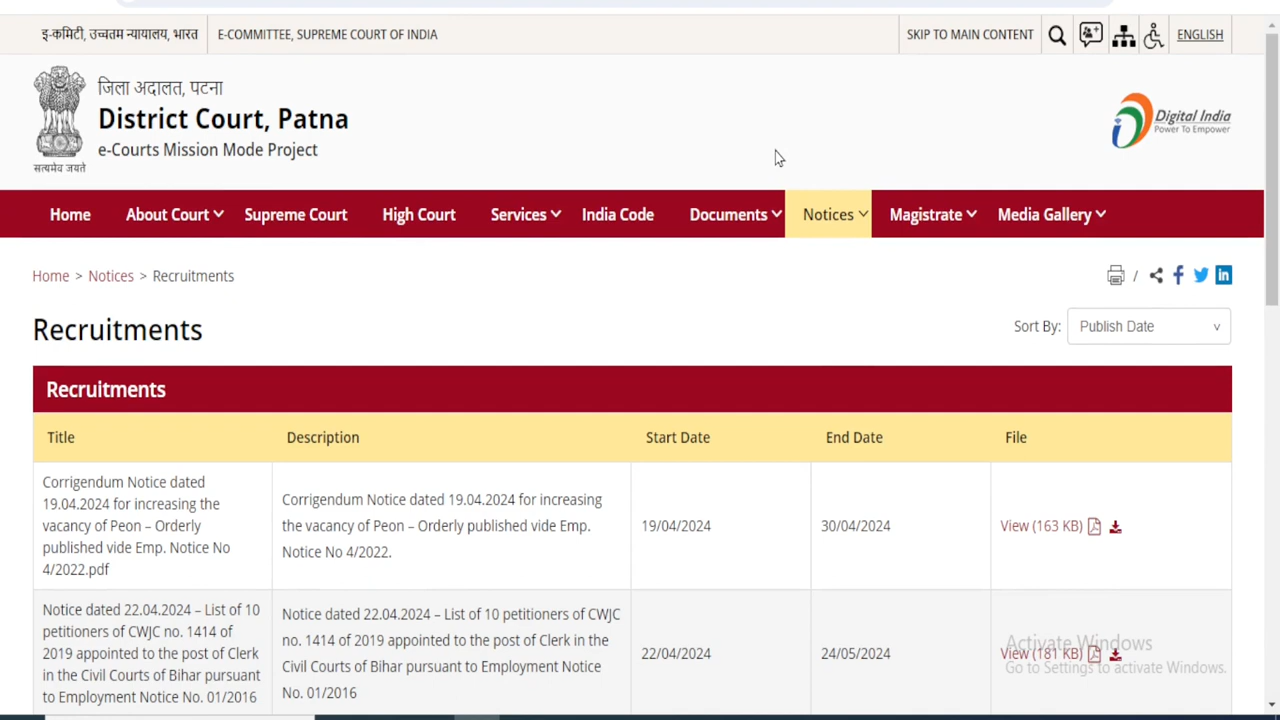 इ-कमिटी, उच्चतम न्यायालय, भारत
E-COMMITTEE, SUPREME COURT OF INDIA
SKIP TO MAIN CONTENT
ENGLISH
जिला अदालत, पटना
District Court, Patna
e-Courts Mission Mode Project
सत्यमेव जयते
Digital India
Power To Empower
Home
About Court
Supreme Court
High Court
Services
India Code
Documents
Notices
Magistrate
Media Gallery
Home > Notices > Recruitments
Recruitments
Sort By: Publish Date
Recruitments
Title Description Start Date End Date File
Corrigendum Notice dated
19.04.2024 for increasing the
vacancy of Peon – Orderly
published vide Emp. Notice No
4/2022.pdf
Corrigendum Notice dated 19.04.2024 for increasing
the vacancy of Peon – Orderly published vide Emp.
Notice No 4/2022.
19/04/2024
30/04/2024
View (163 KB)
Notice dated 22.04.2024 – List of 10
petitioners of CWJC no. 1414 of
2019 appointed to the post of Clerk
in the Civil Courts of Bihar pursuant
to Employment Notice No. 01/2016
Notice dated 22.04.2024 – List of 10 petitioners of CWJC
no. 1414 of 2019 appointed to the post of Clerk in the
Civil Courts of Bihar pursuant to Employment Notice
No. 01/2016
22/04/2024
24/05/2024
View (181 KB)
Activate Windows
Go to Settings to activate Windows.